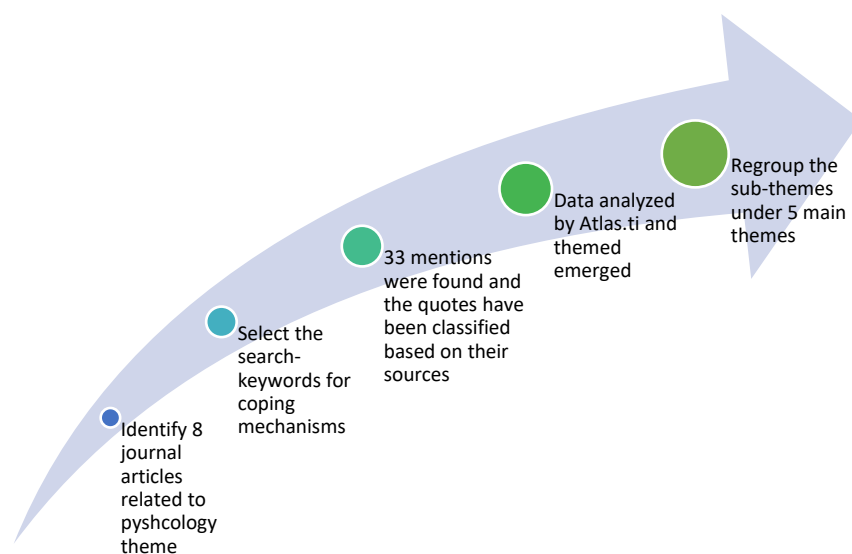 Identify 8
journal
articles
related to
pyshcology
theme
Select the
search-
keywords for
coping
mechanisms
33 mentions
were found and
the quotes have
been classified
based on their
sources
Data analyzed
by Atlas.ti and
themed
emerged
Regroup the
sub-themes
under 5 main
themes